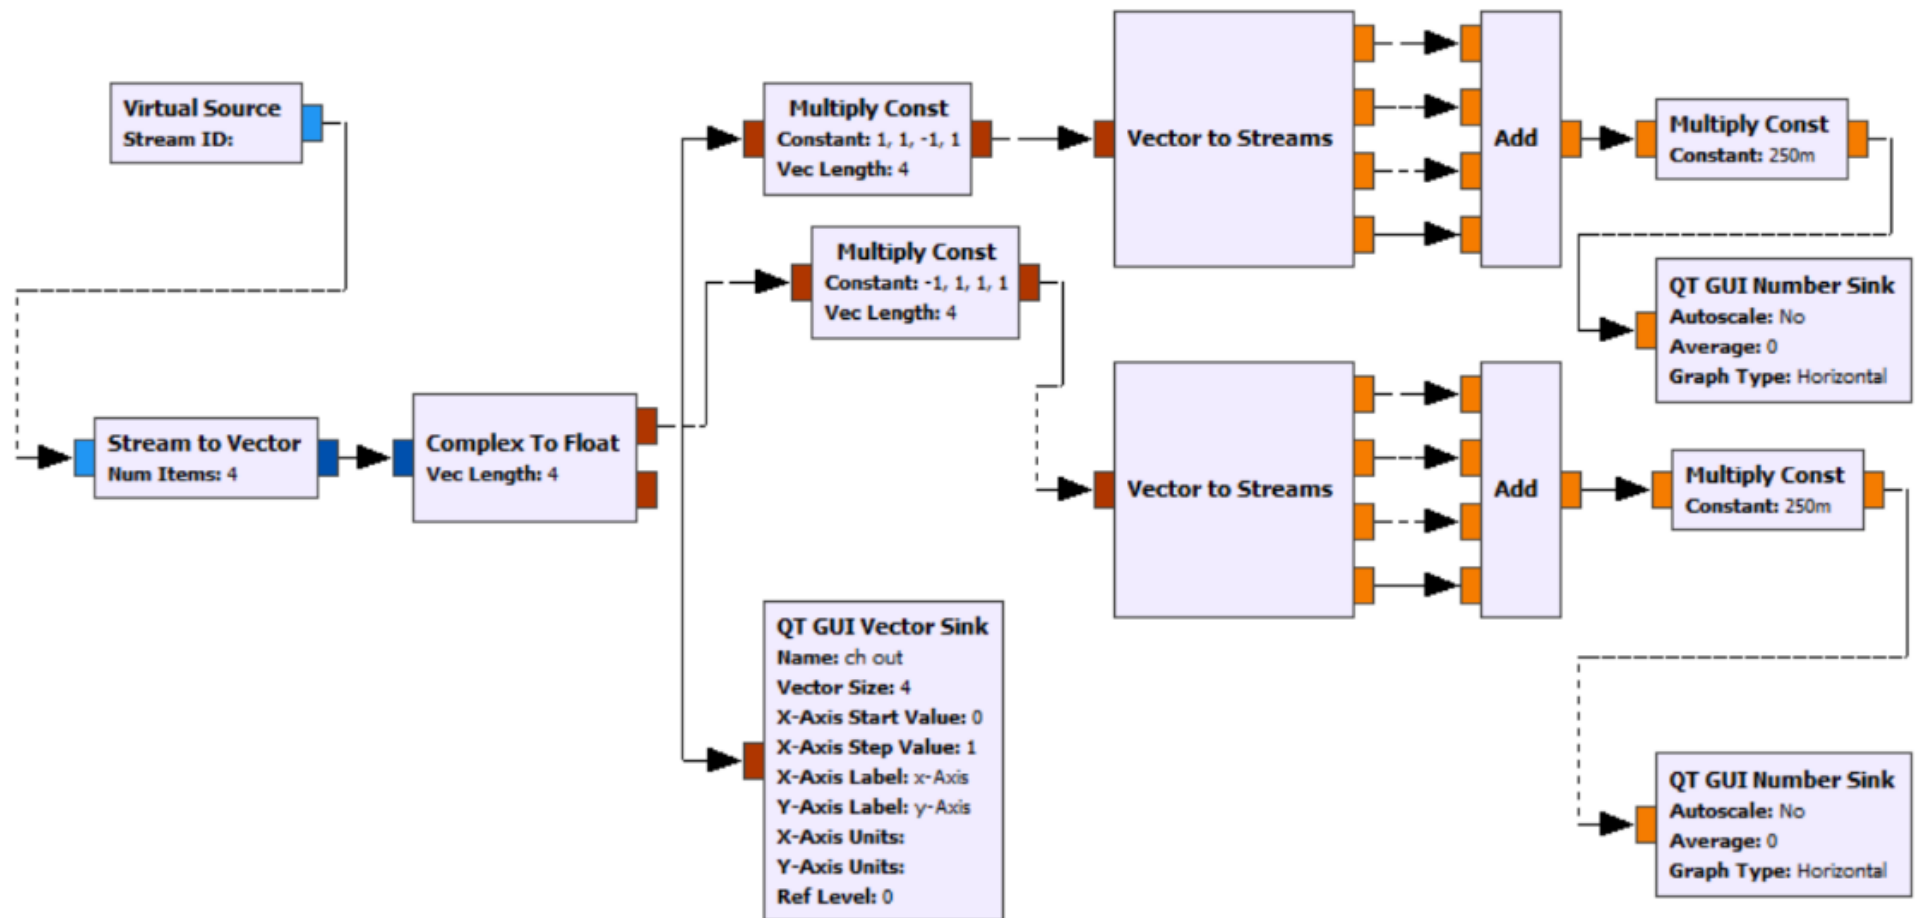 Virtual Source
Stream ID:
Multiply Const
Constant: 1, 1, -1, 1
Vec Length: 4
Vector to Streams
Add
Multiply Const
Constant: 250m
Multiply Const
Constant: -1, 1, 1, 1
Vec Length: 4
QT GUI Number Sink
Autoscale: No
Average: 0
Graph Type: Horizontal
Stream to Vector
Num Items: 4
Complex To Float
Vec Length: 4
Vector to Streams
Add
Multiply Const
Constant: 250m
QT GUI Vector Sink
Name: ch out
Vector Size: 4
X-Axis Start Value: 0
X-Axis Step Value: 1
X-Axis Label: x-Axis
Y-Axis Label: y-Axis
X-Axis Units:
Y-Axis Units:
Ref Level: 0
QT GUI Number Sink
Autoscale: No
Average: 0
Graph Type: Horizontal